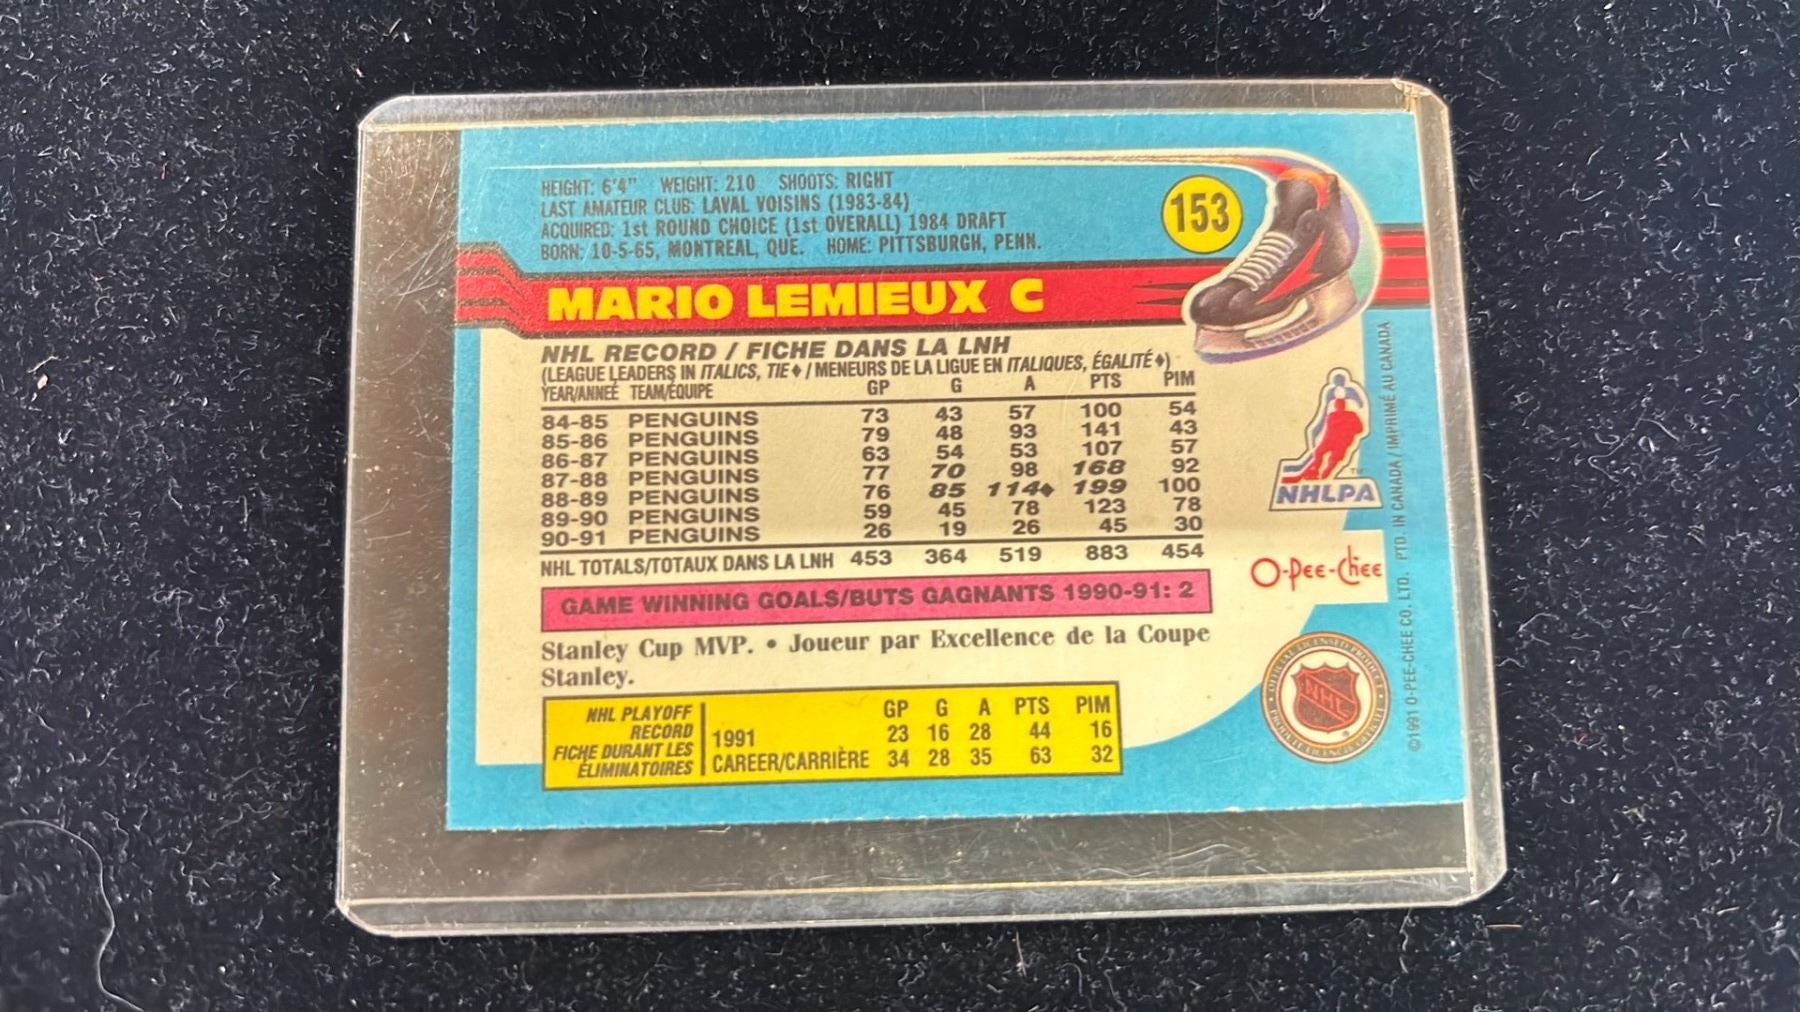 HEIGHT: 6'4" WEIGHT: 210 SHOOTS: RIGHT
LAST AMATEUR CLUB: LAVAL VOISINS (1983-84)
ACQUIRED: 1st ROUND CHOICE (1st OVERALL) 1984 DRAFT
BORN: 10-5-65, MONTREAL, QUE. HOME: PITTSBURGH, PENN.
153
MARIO LEMIEUX C
NHL RECORD / FICHE DANS LA LNH
(LEAGUE LEADERS IN ITALICS, TIE♦ / MENEURS DE LA LIGUE EN ITALIQUES, ÉGALITÉ♦)
YEAR/ANNÉE TEAM/ÉQUIPE GP G A PTS PIM
84-85 PENGUINS 73 43 57 100 54
85-86 PENGUINS 79 48 93 141 43
86-87 PENGUINS 63 54 53 107 57
87-88 PENGUINS 77 70 98 168 92
88-89 PENGUINS 76 85 114♦ 199 100
89-90 PENGUINS 59 45 78 123 78
90-91 PENGUINS 26 19 26 45 30
NHL TOTALS/TOTAUX DANS LA LNH 453 364 519 883 454
GAME WINNING GOALS/BUTS GAGNANTS 1990-91: 2
Stanley Cup MVP. • Joueur par Excellence de la Coupe
Stanley.
NHL PLAYOFF
RECORD
FICHE DURANT LES
ÉLIMINATOIRES
GP G A PTS PIM
1991 23 16 28 44 16
CAREER/CARRIÈRE 34 28 35 63 32
TM
NHLPA
O-PEE-CHEE
NHL
©1991 O-PEE-CHEE CO. LTD. PTD. IN CANADA / IMPRIMÉ AU CANADA